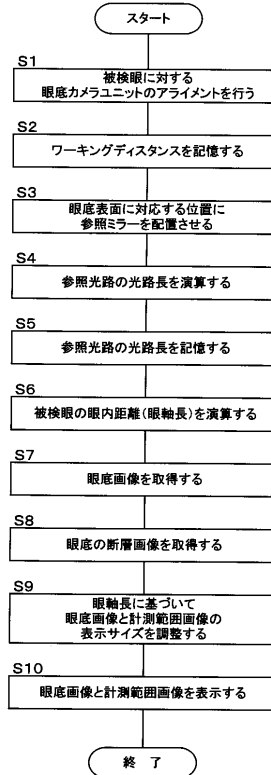 スタート
S1
被検眼に対する
眼底カメラユニットのアライメントを行う
S2
ワーキングディスタンスを記憶する
S3
眼底表面に対応する位置に
参照ミラーを配置させる
S4
参照光路の光路長を演算する
S5
参照光路の光路長を記憶する
S6
被検眼の眼内距離(眼軸長)を演算する
S7
眼底画像を取得する
S8
眼底の断層画像を取得する
S9
眼軸長に基づいて
眼底画像と計測範囲画像の
表示サイズを調整する
S10
眼底画像と計測範囲画像を表示する
終 了